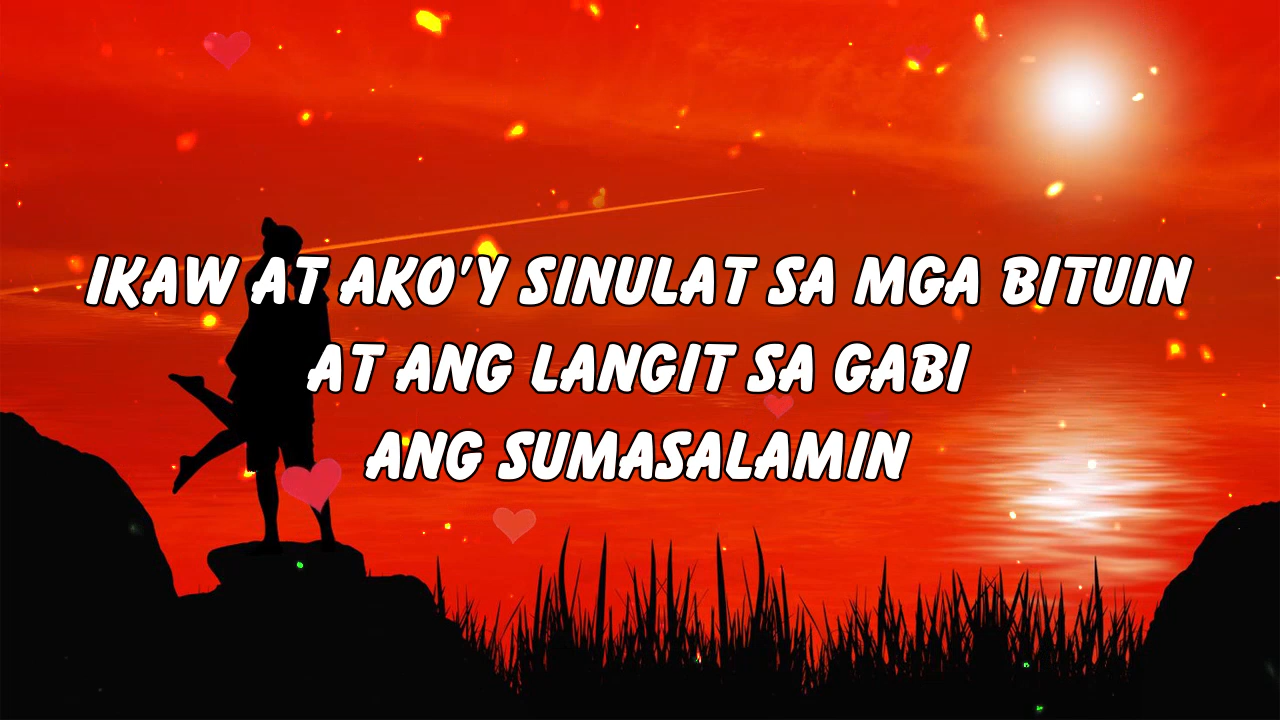 IKAW AT AKO'Y SINULAT SA MGA BITUIN
AT ANG LANGIT SA GABI
ANG SUMASALAMIN